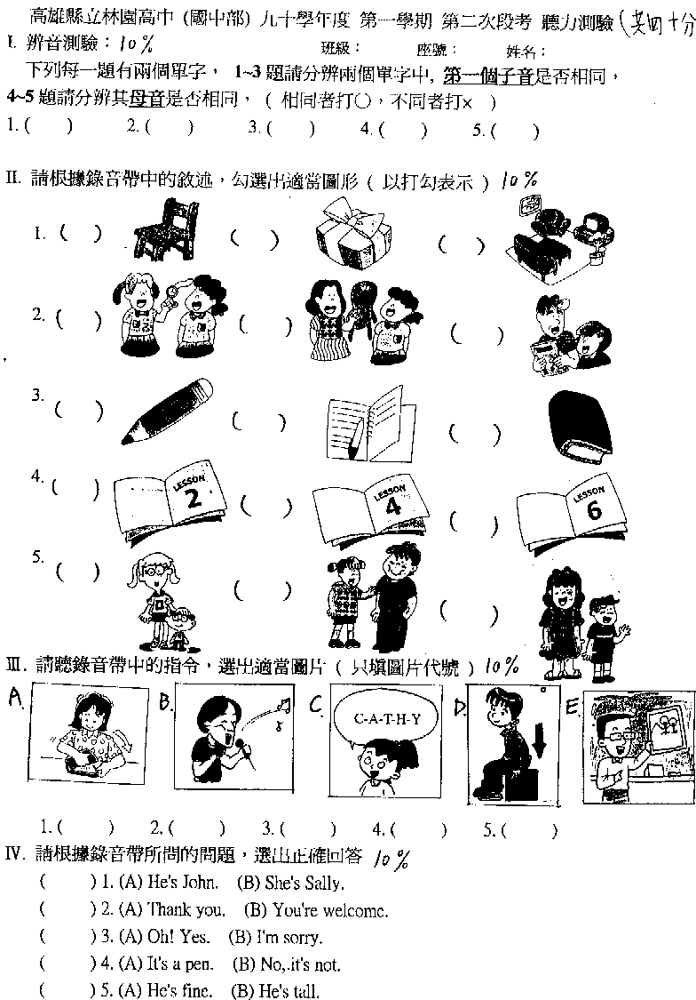 高雄縣立林園高中 (國中部) 九十學年度 第一學期 第二次段考 聽力測驗 (英四十分
I. 辨音測驗：10% 班級： 座號： 姓名：
下列每一題有兩個單字， 1~3 題請分辨兩個單字中, 第一個子音是否相同，
4~5 題請分辨其母音是否相同，( 相同者打○，不同者打× )
1. ( ) 2. ( ) 3. ( ) 4. ( ) 5. ( )
II. 請根據錄音帶中的敘述，勾選出適當圖形 ( 以打勾表示 ) 10%
1. ( ) ( ) ( )
2. ( ) ( ) ( )
3. ( ) ( ) ( )
4. ( ) LESSON 2 ( ) LESSON 4 ( ) LESSON 6
5. ( ) ( ) ( )
III. 請聽錄音帶中的指令，選出適當圖片 ( 只填圖片代號 ) 10%
A. B. C. C-A-T-H-Y D. E.
1. ( ) 2. ( ) 3. ( ) 4. ( ) 5. ( )
IV. 請根據錄音帶所問的問題，選出正確回答 10%
( ) 1. (A) He's John. (B) She's Sally.
( ) 2. (A) Thank you. (B) You're welcome.
( ) 3. (A) Oh! Yes. (B) I'm sorry.
( ) 4. (A) It's a pen. (B) No,.it's not.
( ) 5. (A) He's fine. (B) He's tall.